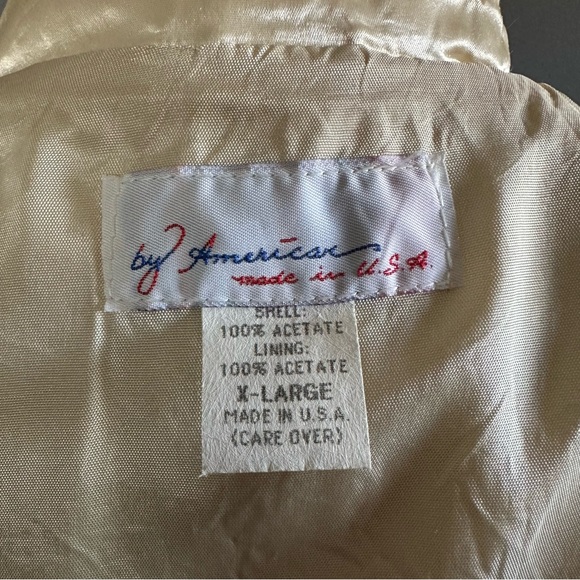 by American
made in U.S.A.
SHELL:
100% ACETATE
LINING:
100% ACETATE
X-LARGE
MADE IN U.S.A.
(CARE OVER)